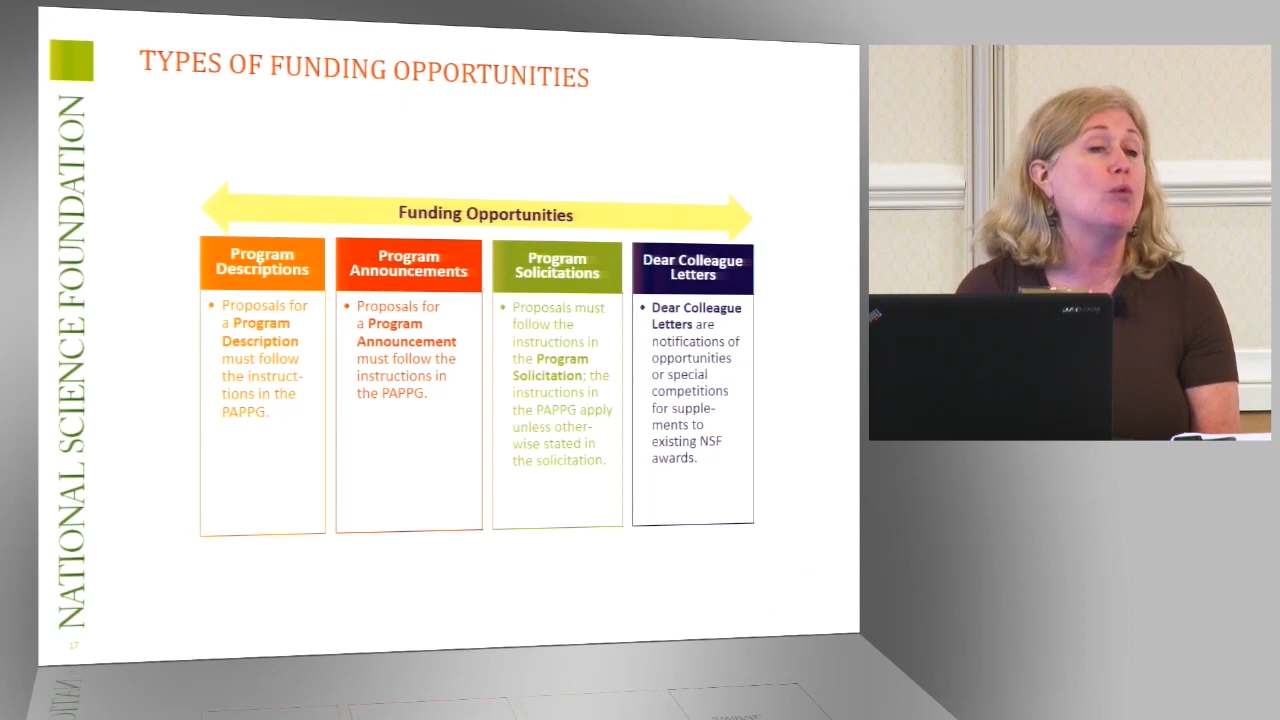 TYPES OF FUNDING OPPORTUNITIES
NATIONAL SCIENCE FOUNDATION
Funding Opportunities
Program
Descriptions
• Proposals for
a Program
Description
must follow
the instruct-
tions in the
PAPPG.
Program
Announcements
• Proposals for
a Program
Announcement
must follow the
instructions in
the PAPPG.
Program
Solicitations
• Proposals must
follow the
instructions in
the Program
Solicitation; the
instructions in
the PAPPG apply
unless other-
wise stated in
the solicitation.
Dear Colleague
Letters
• Dear Colleague
Letters are
notifications of
opportunities
or special
competitions
for supple-
ments to
existing NSF
awards.
17